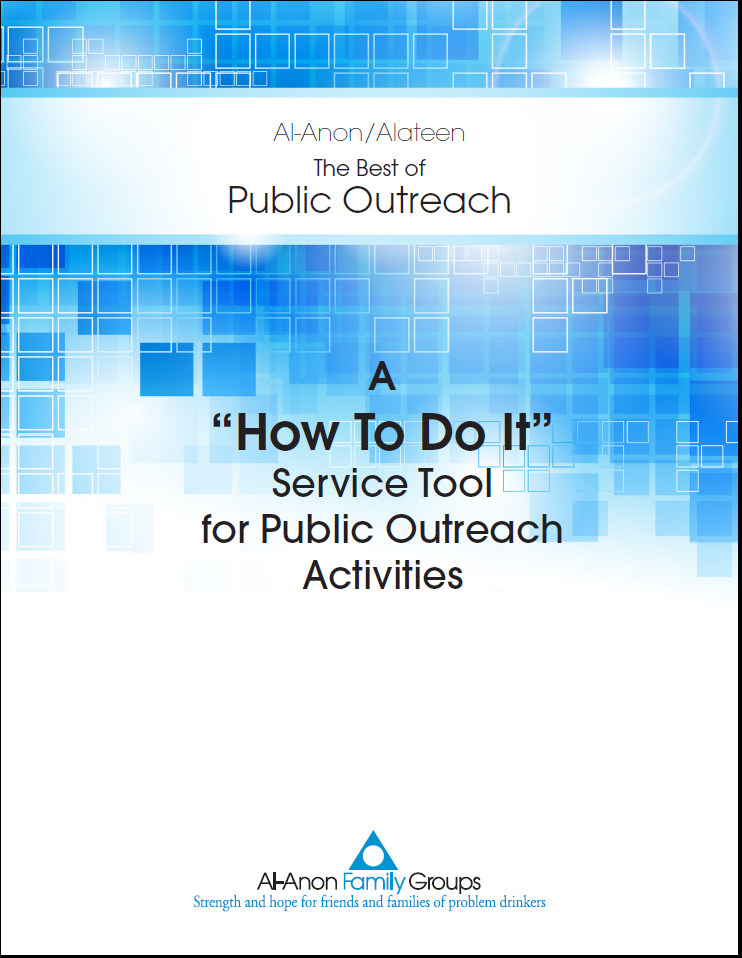 Al-Anon/Alateen
The Best of
Public Outreach
A
“How To Do It”
Service Tool
for Public Outreach
Activities
Al-Anon Family Groups
Strength and hope for friends and families of problem drinkers